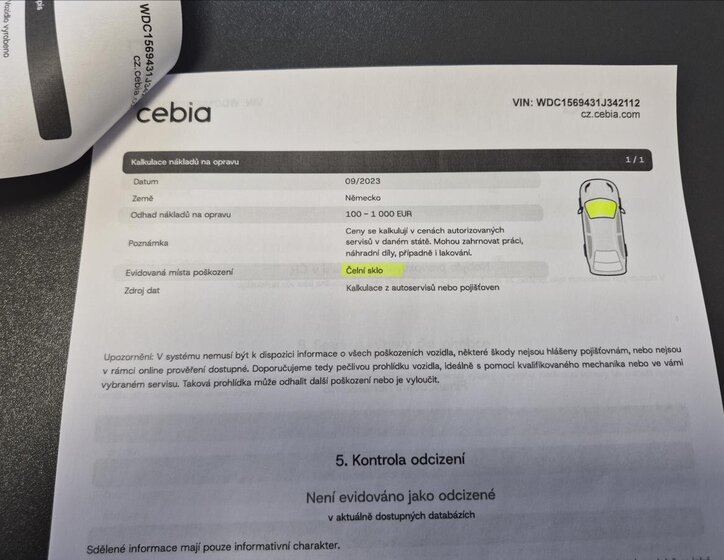 pis
Vozidlo vyrobeno
WDC1569431J34
cz.cebia.
cebia
VIN: WDC1569431J342112
cz.cebia.com
Kalkulace nákladů na opravu 1 / 1
Datum 09/2023
Země Německo
Odhad nákladů na opravu 100 - 1 000 EUR
Poznámka Ceny se kalkulují v cenách autorizovaných
servisů v daném státě. Mohou zahrnovat práci,
náhradní díly, případně i lakování.
Evidovaná místa poškození Čelní sklo
Zdroj dat Kalkulace z autoservisů nebo pojišťoven
Upozornění: V systému nemusí být k dispozici informace o všech poškozeních vozidla, některé škody nejsou hlášeny pojišťovnám, nebo nejsou
v rámci online prověření dostupné. Doporučujeme tedy pečlivou prohlídku vozidla, ideálně s pomocí kvalifikovaného mechanika nebo ve vámi
vybraném servisu. Taková prohlídka může odhalit další poškození nebo je vyloučit.
5. Kontrola odcizení
Není evidováno jako odcizené
v aktuálně dostupných databázích
Sdělené informace mají pouze informativní charakter.